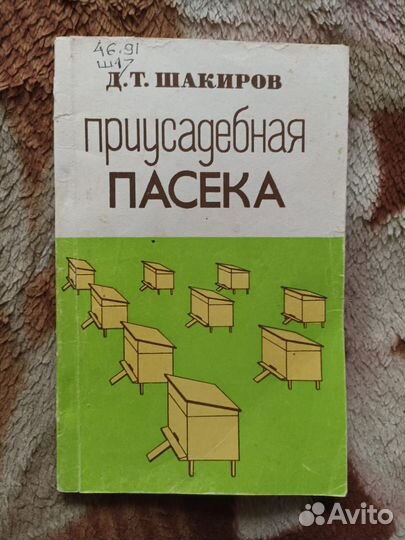 46.91
Ш17
Д.Т. ШАКИРОВ
приусадебная
ПАСЕКА
Avito